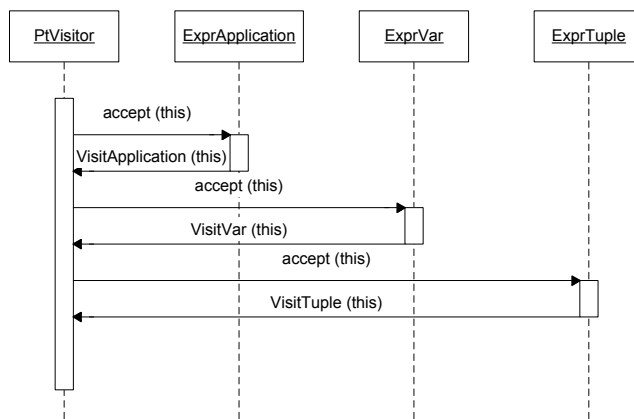 PtVisitor
ExprApplication
ExprVar
ExprTuple
accept (this)
VisitApplication (this)
accept (this)
VisitVar (this)
accept (this)
VisitTuple (this)